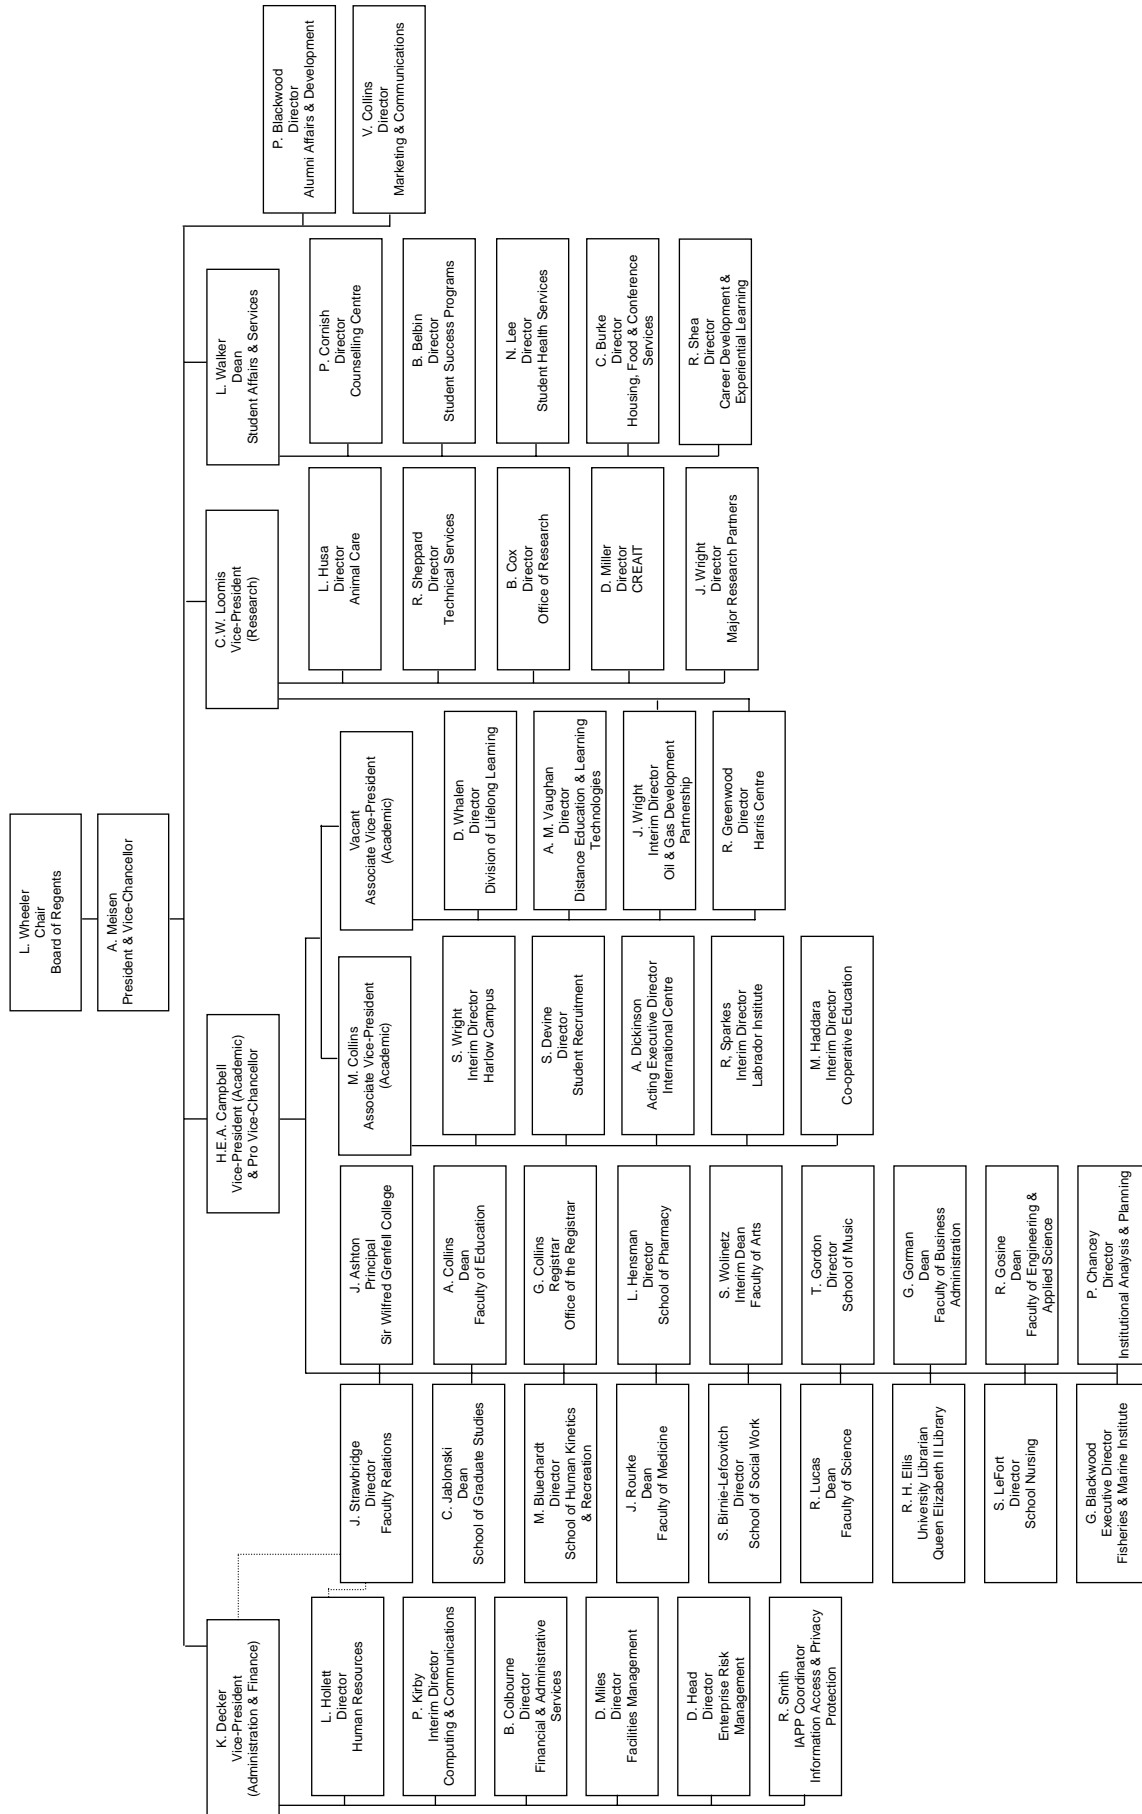 L. Wheeler
Chair
Board of Regents
A. Meisen
President & Vice-Chancellor
K. Decker
Vice-President
(Administration & Finance)
H.E.A. Campbell
Vice-President (Academic)
& Pro Vice-Chancellor
C.W. Loomis
Vice-President
(Research)
L. Walker
Dean
Student Affairs & Services
P. Blackwood
Director
Alumni Affairs & Development
V. Collins
Director
Marketing & Communications
L. Hollett
Director
Human Resources
P. Kirby
Interim Director
Computing & Communications
B. Colbourne
Director
Financial & Administrative
Services
D. Miles
Director
Facilities Management
D. Head
Director
Enterprise Risk
Management
R. Smith
IAPP Coordinator
Information Access & Privacy
Protection
J. Strawbridge
Director
Faculty Relations
C. Jablonski
Dean
School of Graduate Studies
M. Bluechardt
Director
School of Human Kinetics
& Recreation
J. Rourke
Dean
Faculty of Medicine
S. Birnie-Lefcovitch
Director
School of Social Work
R. Lucas
Dean
Faculty of Science
R. H. Ellis
University Librarian
Queen Elizabeth II Library
S. LeFort
Director
School Nursing
G. Blackwood
Executive Director
Fisheries & Marine Institute
J. Ashton
Principal
Sir Wilfred Grenfell College
A. Collins
Dean
Faculty of Education
G. Collins
Registrar
Office of the Registrar
L. Hensman
Director
School of Pharmacy
S. Wolinetz
Interim Dean
Faculty of Arts
T. Gordon
Director
School of Music
G. Gorman
Dean
Faculty of Business
Administration
R. Gosine
Dean
Faculty of Engineering &
Applied Science
P. Chancey
Director
Institutional Analysis & Planning
M. Collins
Associate Vice-President
(Academic)
S. Wright
Interim Director
Harlow Campus
S. Devine
Director
Student Recruitment
A. Dickinson
Acting Executive Director
International Centre
R, Sparkes
Interim Director
Labrador Institute
M. Haddara
Interim Director
Co-operative Education
Vacant
Associate Vice-President
(Academic)
D. Whalen
Director
Division of Lifelong Learning
A. M. Vaughan
Director
Distance Education & Learning
Technologies
J. Wright
Interim Director
Oil & Gas Development
Partnership
R. Greenwood
Director
Harris Centre
L. Husa
Director
Animal Care
R. Sheppard
Director
Technical Services
B. Cox
Director
Office of Research
D. Miller
Director
CREAIT
J. Wright
Director
Major Research Partners
P. Cornish
Director
Counselling Centre
B. Belbin
Director
Student Success Programs
N. Lee
Director
Student Health Services
C. Burke
Director
Housing, Food & Conference
Services
R. Shea
Director
Career Development &
Experiential Learning